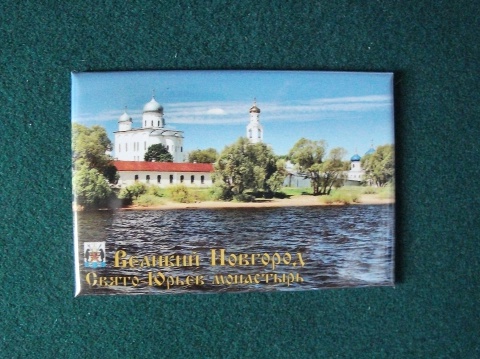 Великий Новгород
Свято Юрьев монастырь